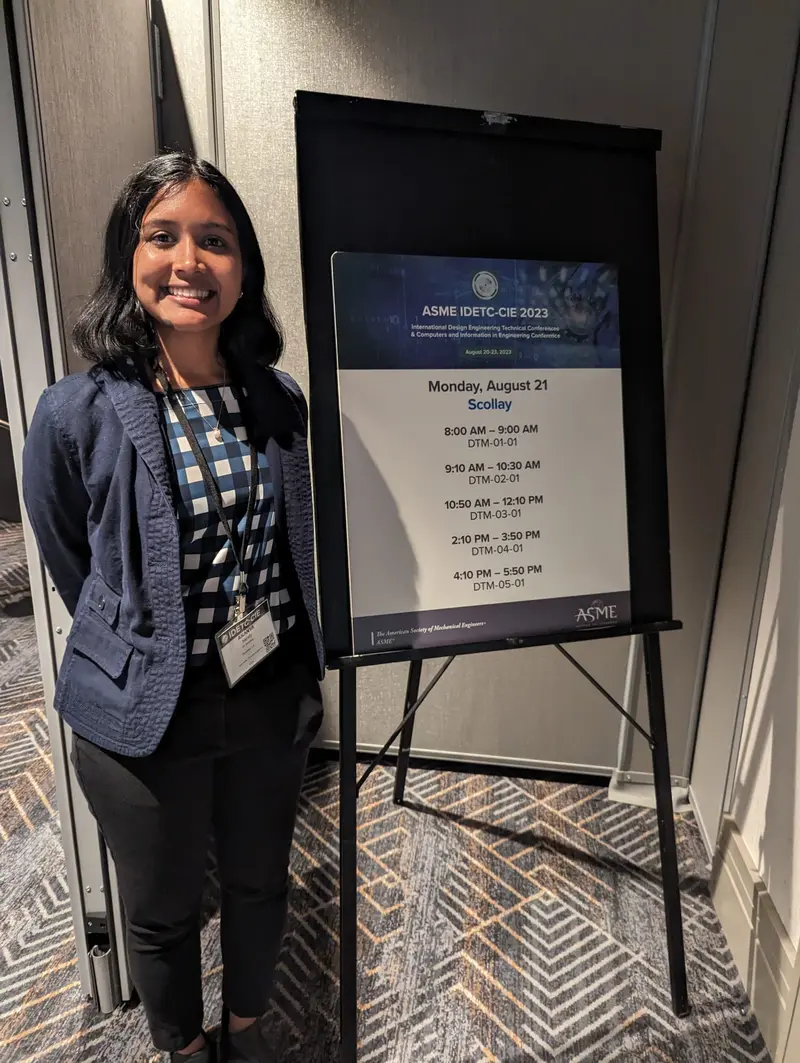 ASME IDETC-CIE 2023
International Design Engineering Technical Conferences
& Computers and Information in Engineering Conference
August 20-23, 2023
Monday, August 21
Scollay
8:00 AM – 9:00 AM
DTM-01-01
9:10 AM – 10:30 AM
DTM-02-01
10:50 AM – 12:10 PM
DTM-03-01
2:10 PM – 3:50 PM
DTM-04-01
4:10 PM – 5:50 PM
DTM-05-01
The American Society of Mechanical Engineers
ASME®
ASME
IDETC-CIE